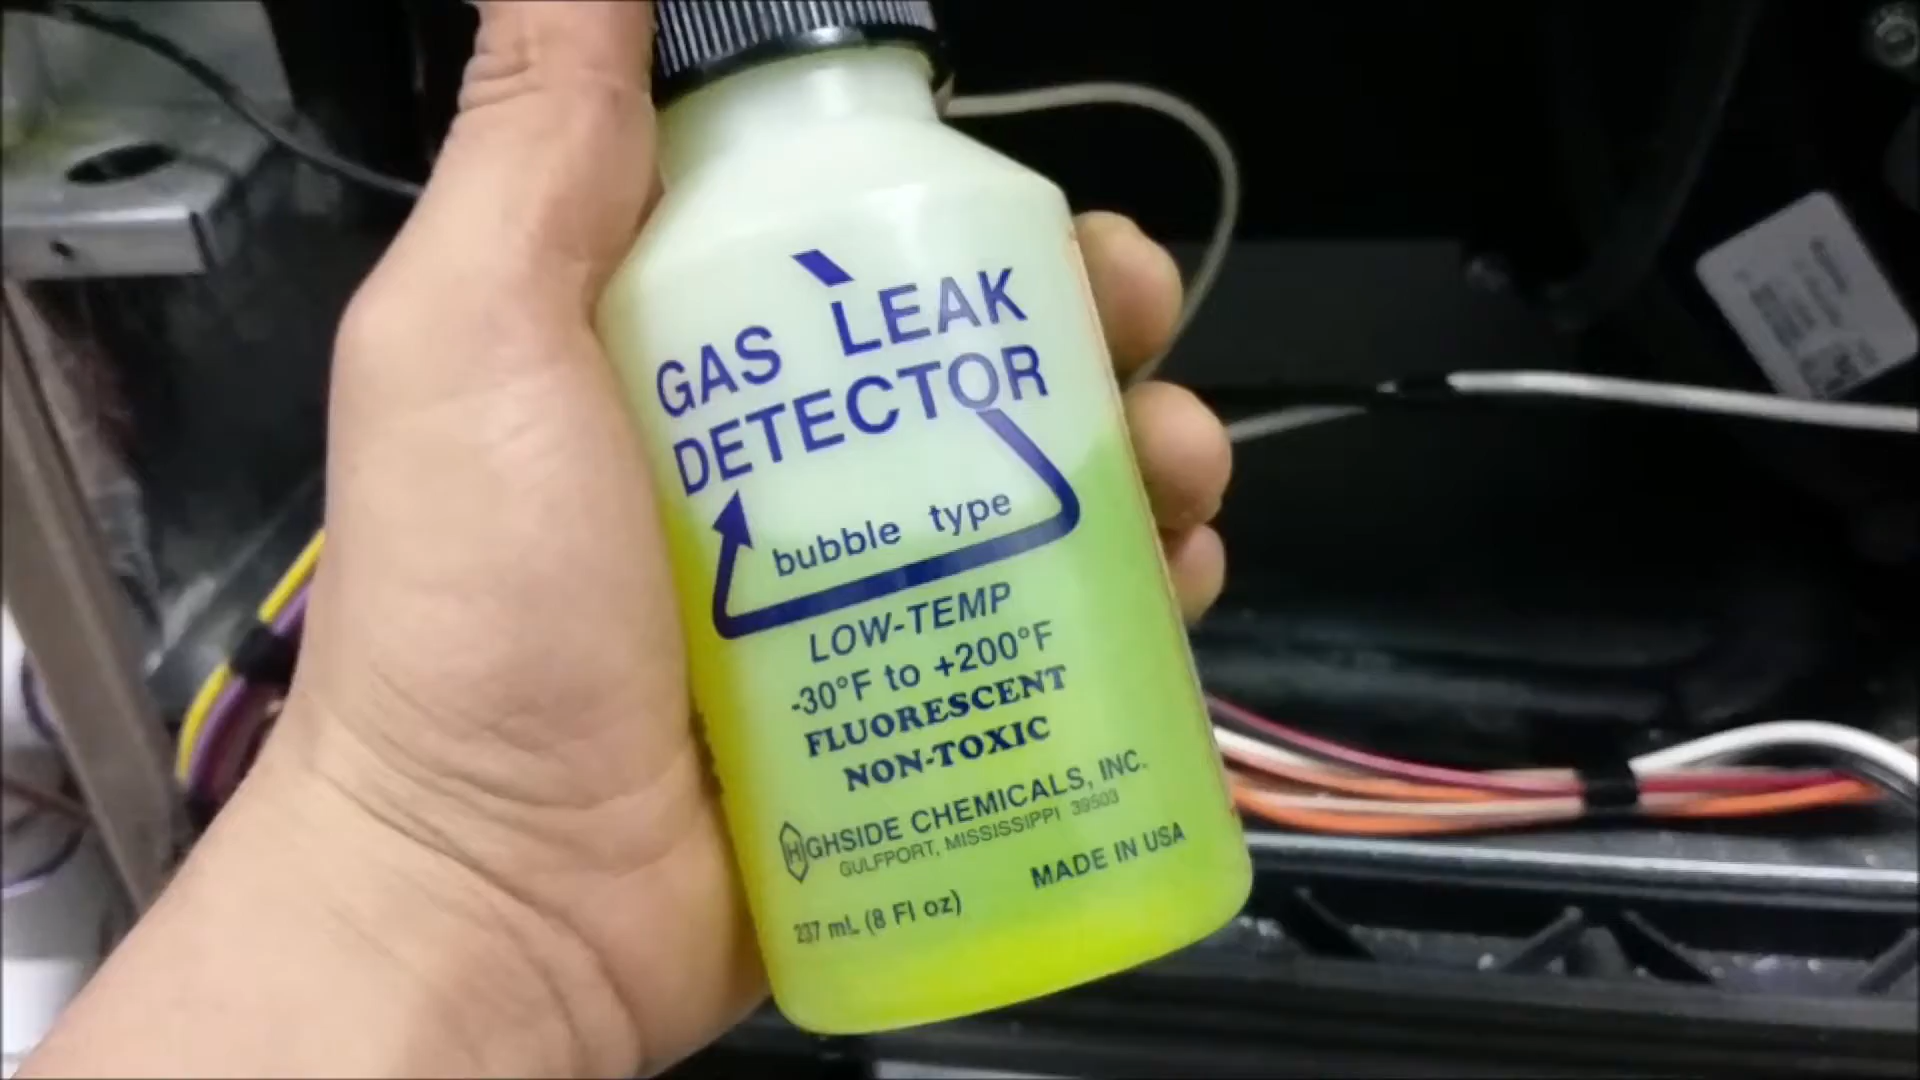 GAS LEAK
DETECTOR
bubble type
LOW-TEMP
-30°F to +200°F
FLUORESCENT
NON-TOXIC
HIGHSIDE CHEMICALS, INC.
GULFPORT, MISSISSIPPI 39503
MADE IN USA
237 mL (8 Fl oz)